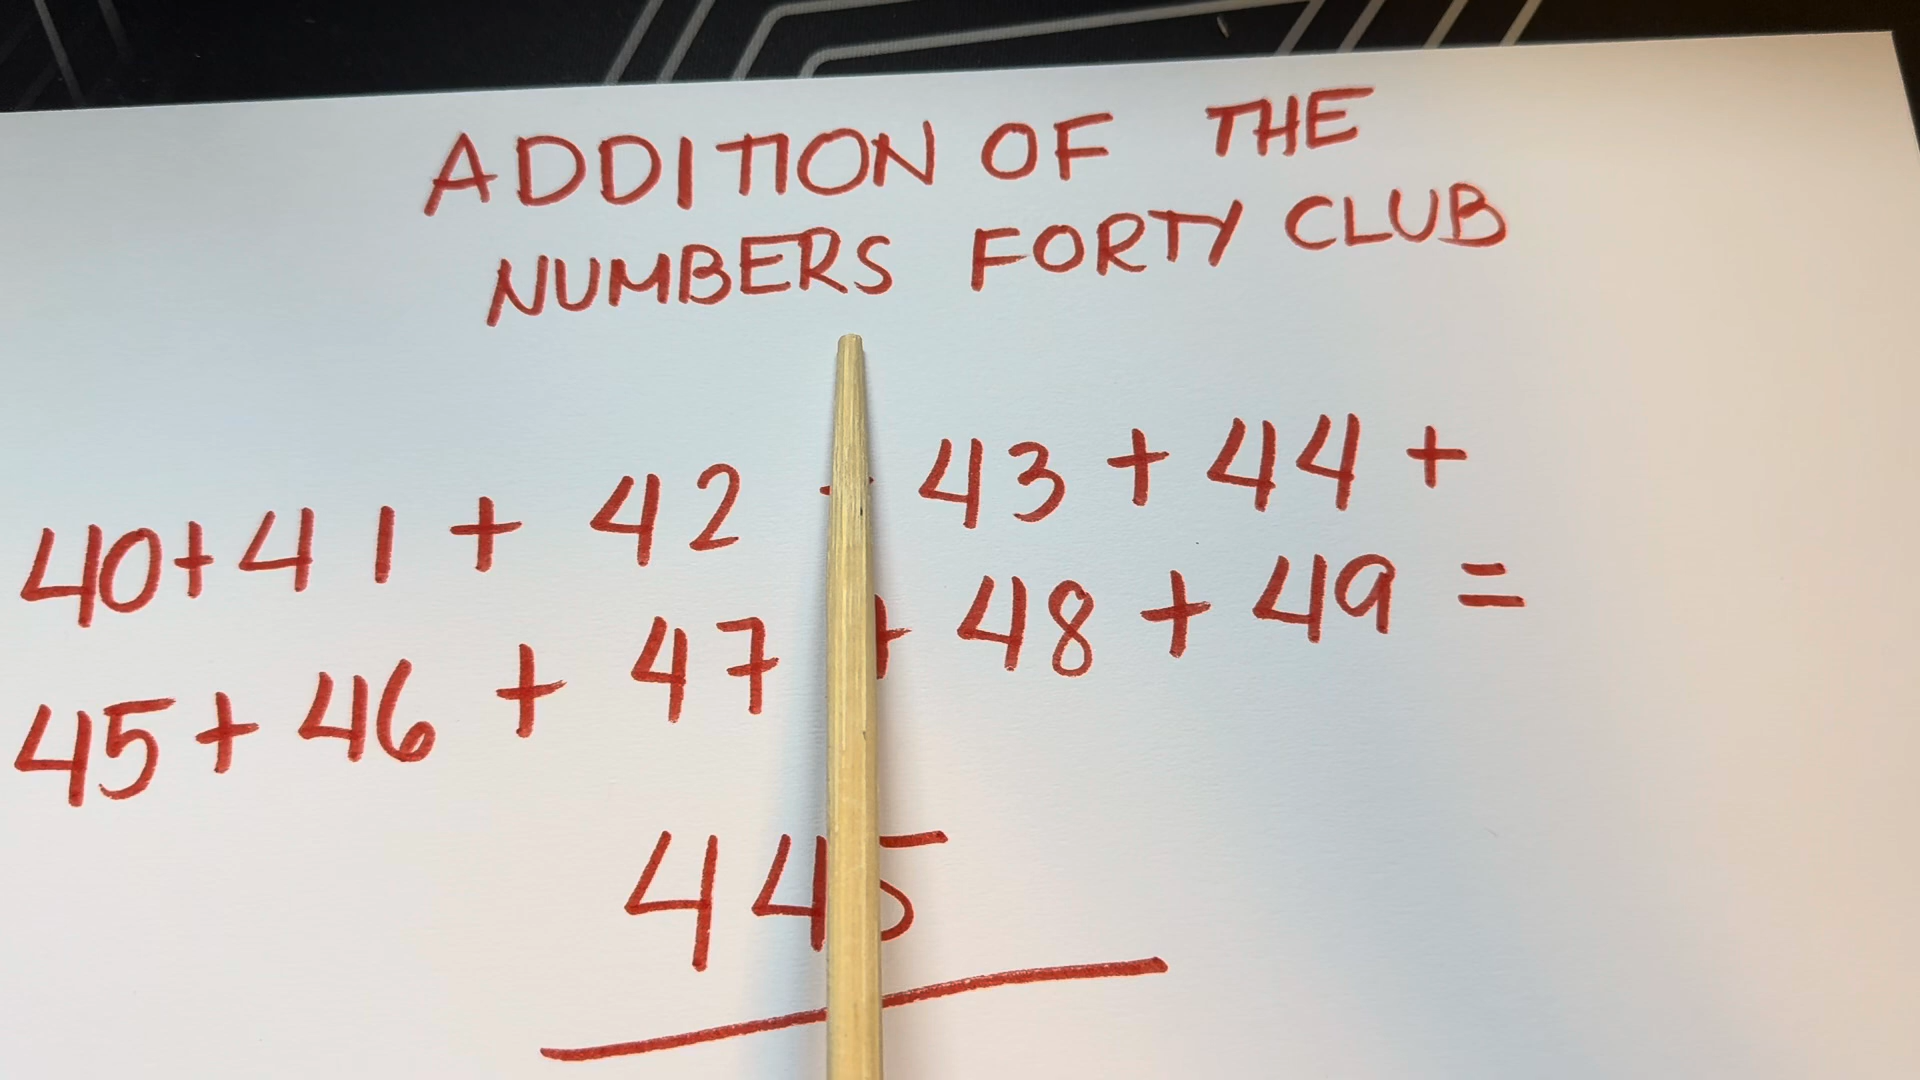 ADDITION OF THE
NUMBERS FORTY CLUB
40+41 + 42 + 43 + 44 +
45 + 46 + 47 + 48 + 49 =
445